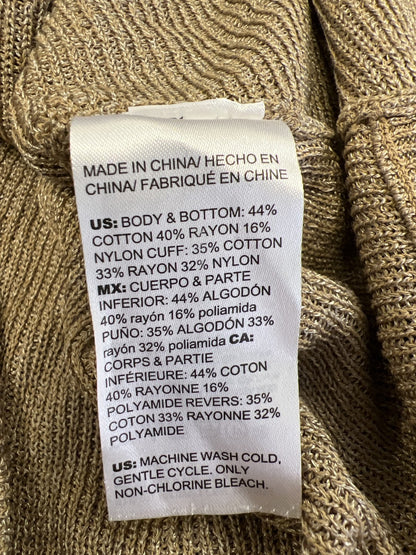 MADE IN CHINA/ HECHO EN
CHINA/ FABRIQUÉ EN CHINE
US: BODY & BOTTOM: 44%
COTTON 40% RAYON 16%
NYLON CUFF: 35% COTTON
33% RAYON 32% NYLON
MX: CUERPO & PARTE
INFERIOR: 44% ALGODÓN
40% rayón 16% poliamida
PUÑO: 35% ALGODÓN 33%
rayón 32% poliamida CA:
CORPS & PARTIE
INFÉRIEURE: 44% COTON
40% RAYONNE 16%
POLYAMIDE REVERS: 35%
COTON 33% RAYONNE 32%
POLYAMIDE
US: MACHINE WASH COLD,
GENTLE CYCLE. ONLY
NON-CHLORINE BLEACH.